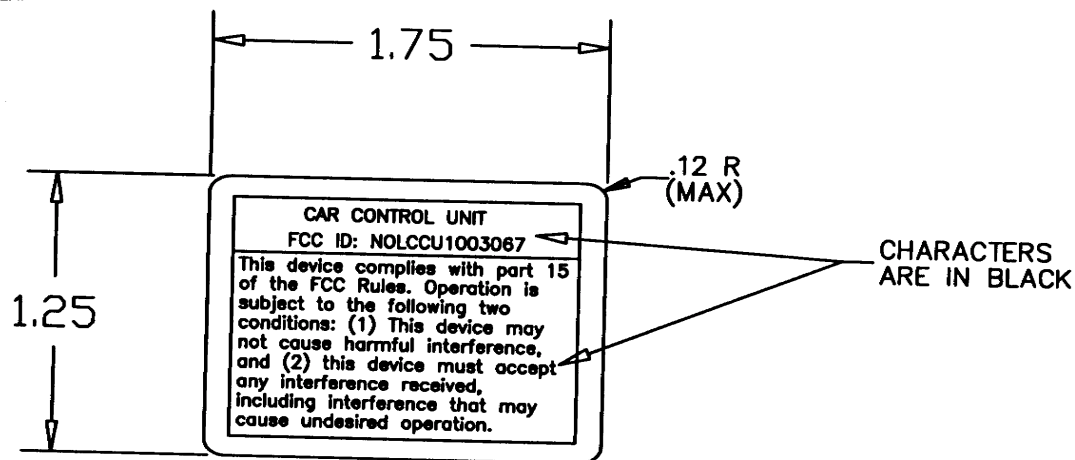 1.75
.12 R
(MAX)
CAR CONTROL UNIT
FCC ID: NOLCCU1003067
CHARACTERS
ARE IN BLACK
This device complies with part 15
of the FCC Rules. Operation is
subject to the following two
conditions: (1) This device may
not cause harmful interference,
and (2) this device must accept
any interference received,
including interference that may
cause undesired operation.
1.25